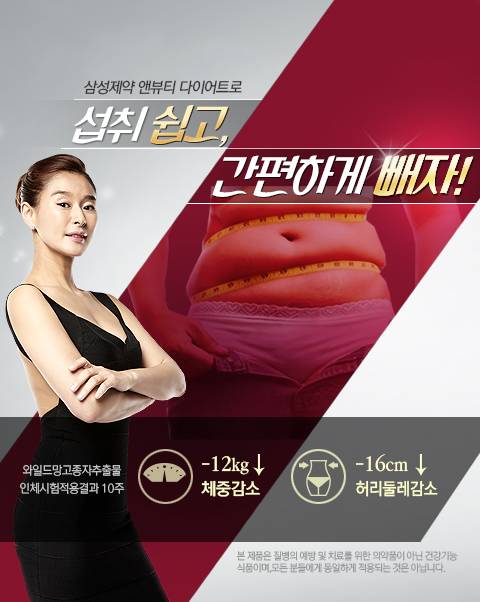 삼성제약 앤뷰티 다이어트로
섭취 쉽고,
간편하게 빼자!
와일드망고종자추출물
인체시험적용결과 10주
-12kg↓
체중감소
-16cm↓
허리둘레감소
본 제품은 질병의 예방 및 치료를 위한 의약품이 아닌 건강기능
식품이며,모든 분들에게 동일하게 적용되는 것은 아닙니다.